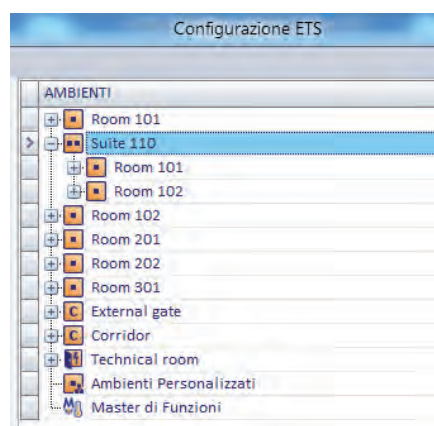 Configurazione ETS
AMBIENTI
Room 101
Suite 110
Room 101
Room 102
Room 102
Room 201
Room 202
Room 301
C External gate
C Corridor
Technical room
Ambienti Personalizzati
Master di Funzioni